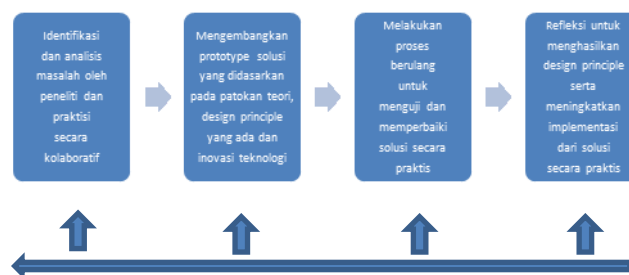 Identifikasi
dan analisis
masalah oleh
peneliti dan
praktisi
secara
kolaboratif
Mengembangkan
prototype solusi
yang didasarkan
pada patokan teori,
design principle
yang ada dan
inovasi teknologi
Melakukan
proses
berulang
untuk
menguji dan
memperbaiki
solusi secara
praktis
Refleksi untuk
menghasilkan
design principle
serta
meningkatkan
implementasi
dari solusi
secara praktis